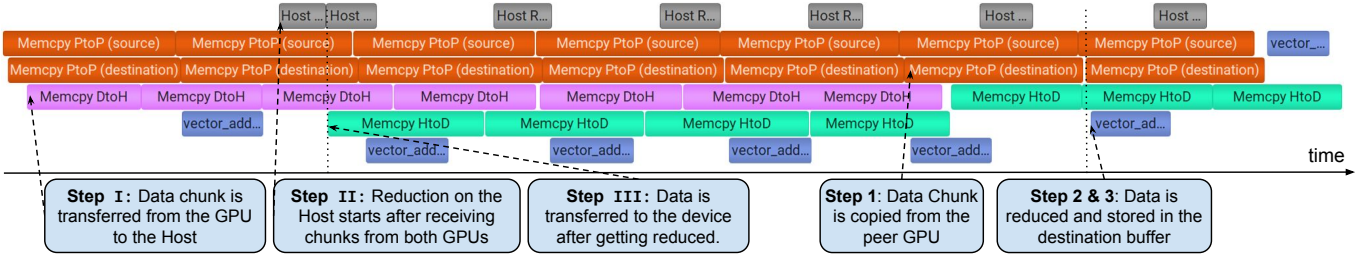 Host ... Host ... Host R... Host R... Host R... Host ... Host ...
Memcpy PtoP (source) Memcpy PtoP (source) Memcpy PtoP (source) Memcpy PtoP (source) Memcpy PtoP (source) Memcpy PtoP (source) Memcpy PtoP (source) vector_...
Memcpy PtoP (destination) Memcpy PtoP (destination) Memcpy PtoP (destination) Memcpy PtoP (destination) Memcpy PtoP (destination) Memcpy PtoP (destination) Memcpy PtoP (destination)
Memcpy DtoH Memcpy DtoH Memcpy DtoH Memcpy DtoH Memcpy DtoH Memcpy DtoH Memcpy DtoH Memcpy HtoD Memcpy HtoD Memcpy HtoD
vector_add... Memcpy HtoD Memcpy HtoD Memcpy HtoD Memcpy HtoD vector_add...
vector_add... vector_add... vector_add... vector_add...
time
Step I: Data chunk is
transferred from the GPU
to the Host
Step II: Reduction on the
Host starts after receiving
chunks from both GPUs
Step III: Data is
transferred to the device
after getting reduced.
Step 1: Data Chunk
is copied from the
peer GPU
Step 2 & 3: Data is
reduced and stored in the
destination buffer